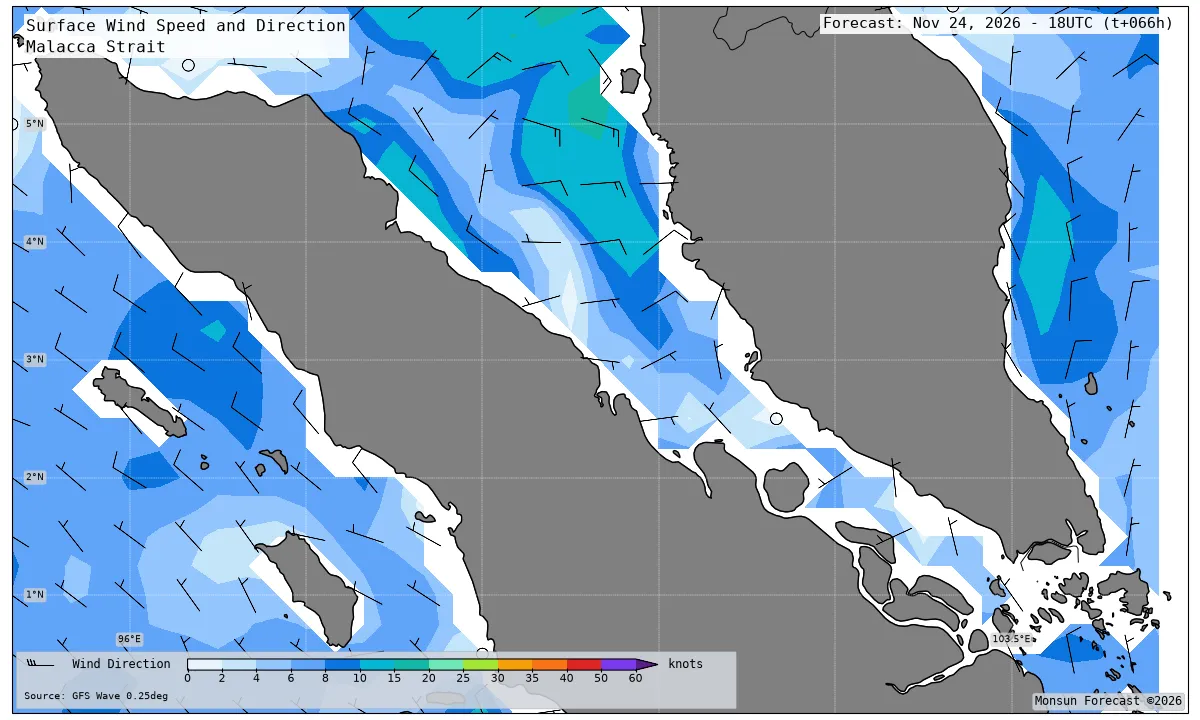 Surface Wind Speed and Direction
Malacca Strait
Forecast: Nov 24, 2026 - 18UTC (t+066h)
5°N
4°N
3°N
2°N
1°N
96°E
103.5°E
Wind Direction
knots
0 2 4 6 8 10 12 15 20 25 30 35 40 50 60
Source: GFS Wave 0.25deg
Monsun Forecast ©2026